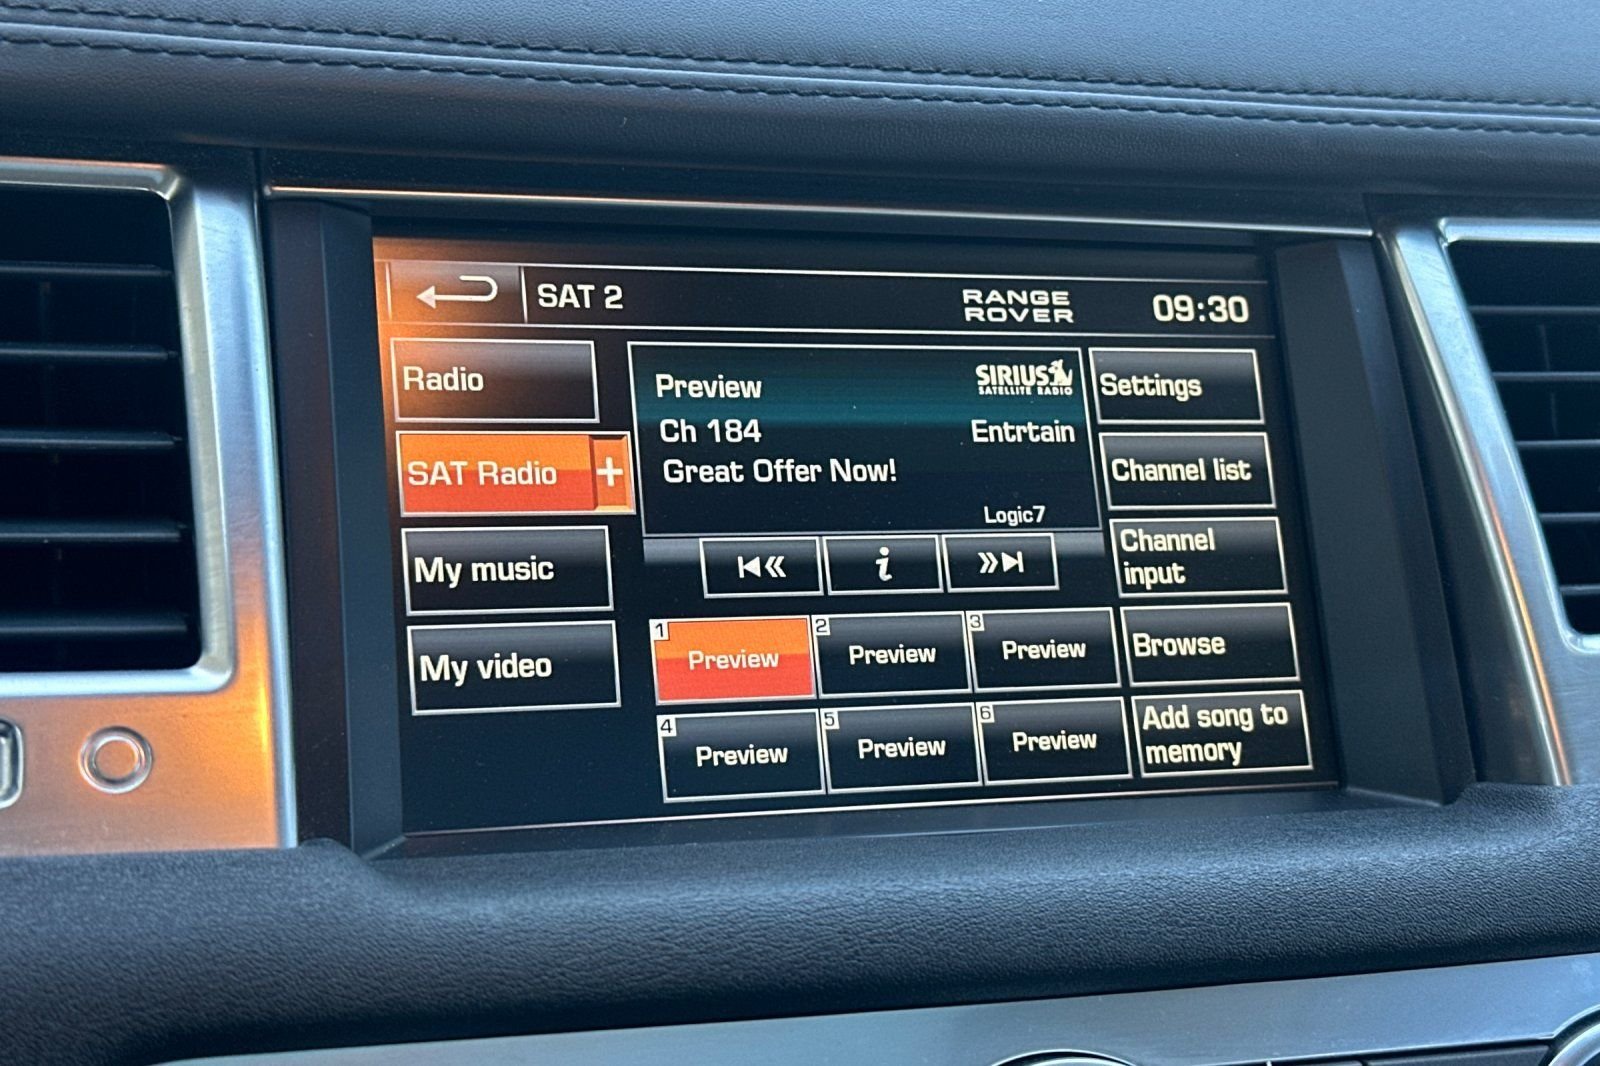 SAT 2
RANGE
ROVER
09:30
Radio
SAT Radio +
My music
My video
Preview
SIRIUS
SATELLITE RADIO
Ch 184
Entrtain
Great Offer Now!
Logic7
i
1
Preview
2
Preview
3
Preview
4
Preview
5
Preview
6
Preview
Settings
Channel list
Channel
input
Browse
Add song to
memory